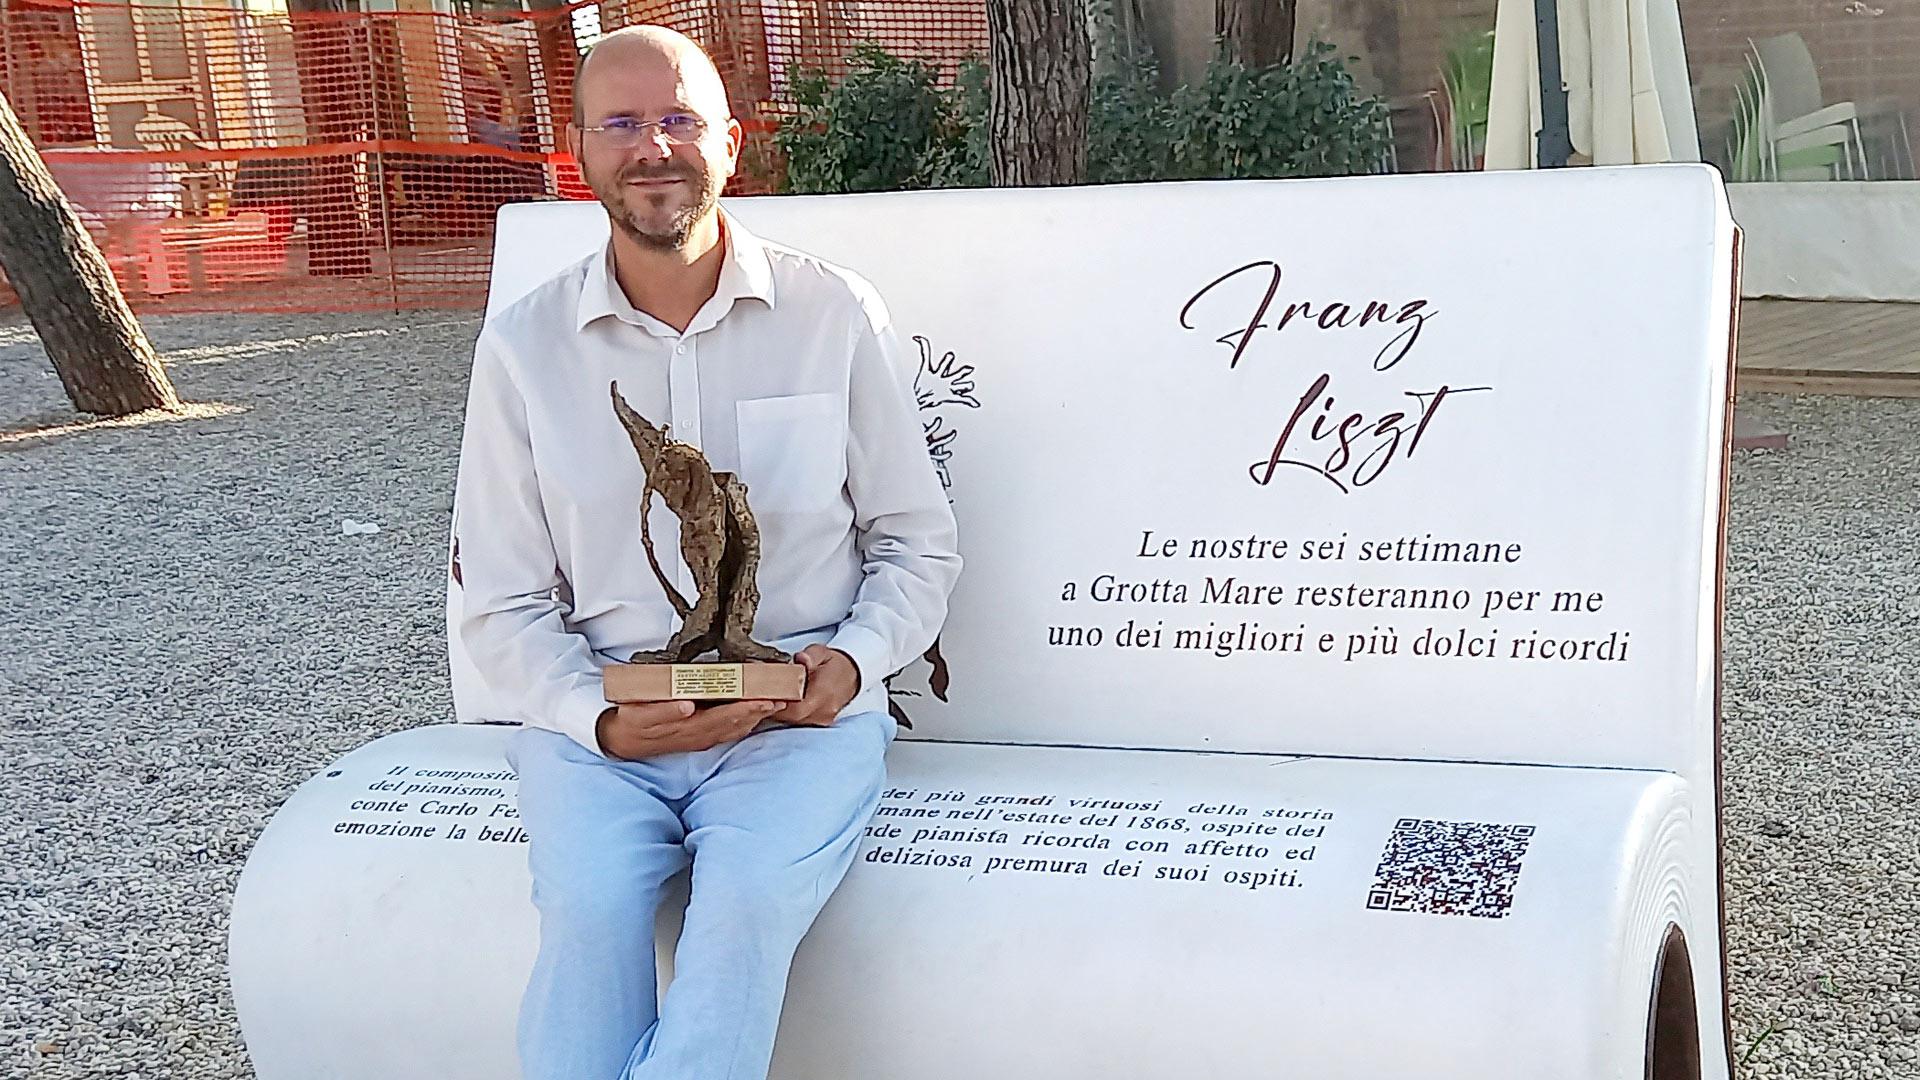 Franz
Liszt
Le nostre sei settimane
a Grotta Mare resteranno per me
uno dei migliori e più dolci ricordi
Il composito dei più grandi virtuosi della storia
del pianismo, mane nell'estate del 1868, ospite del
conte Carlo Fe nde pianista ricorda con affetto ed
emozione la belle deliziosa premura dei suoi ospiti.